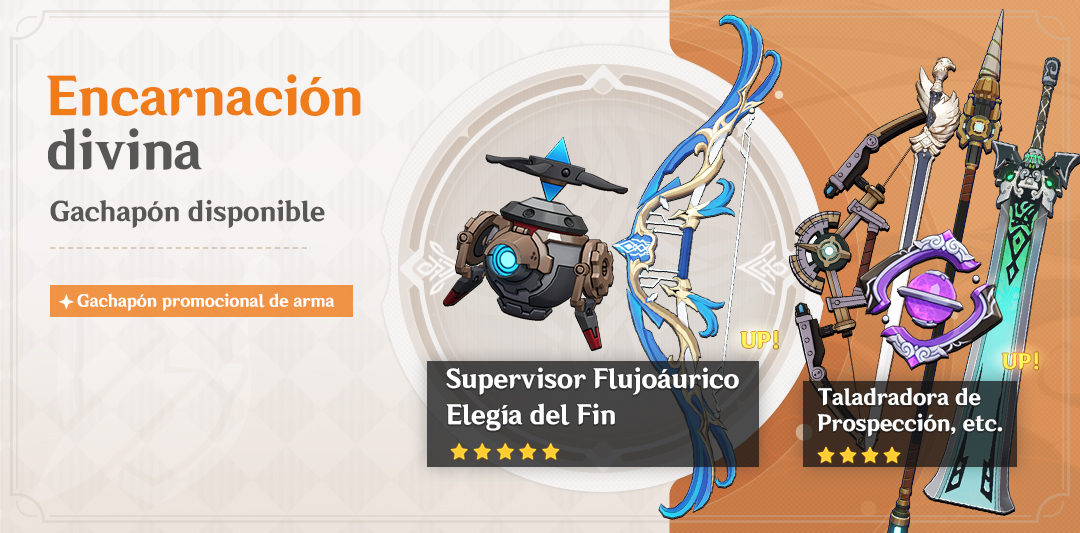 Encarnación
divina
Gachapón disponible
Gachapón promocional de arma
UP!
Supervisor Flujoáurico
Elegía del Fin
UP!
Taladradora de
Prospección, etc.